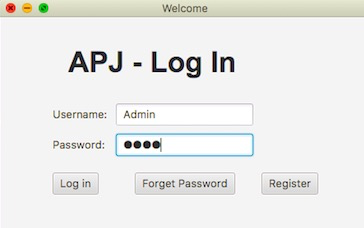 Welcome
APJ - Log In
Username: Admin
Password: ●●●●
Log in Forget Password Register